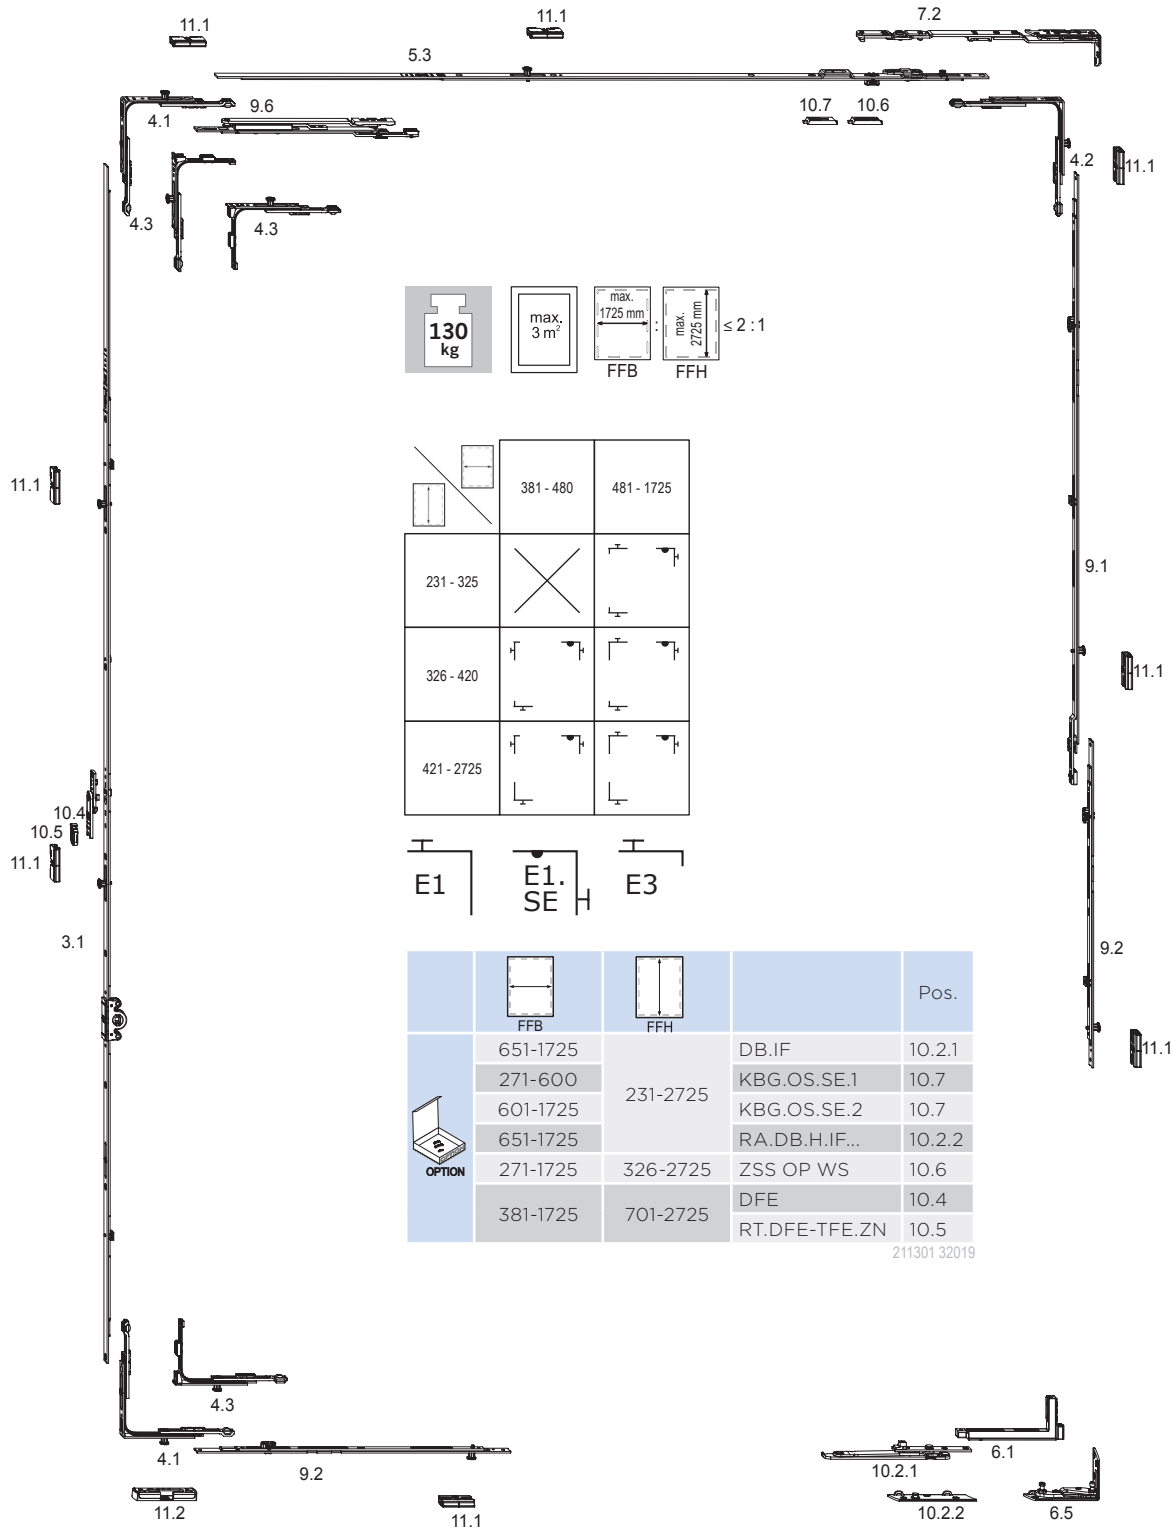 11.1
11.1
7.2
5.3
4.1
9.6
10.7
10.6
4.2
11.1
4.3
4.3
130
kg
max.
3 m²
max.
1725 mm
:
max.
2725 mm
≤ 2 : 1
FFB
FFH
11.1
381 - 480
481 - 1725
231 - 325
326 - 420
421 - 2725
9.1
11.1
10.4
10.5
11.1
E1
E1.
SE
E3
3.1
9.2
FFB
FFH
Pos.
OPTION
651-1725
231-2725
DB.IF
10.2.1
271-600
KBG.OS.SE.1
10.7
601-1725
KBG.OS.SE.2
10.7
651-1725
RA.DB.H.IF...
10.2.2
271-1725
326-2725
ZSS OP WS
10.6
381-1725
701-2725
DFE
10.4
RT.DFE-TFE.ZN
10.5
211301 32019
11.1
4.3
4.1
9.2
11.2
11.1
10.2.1
6.1
10.2.2
6.5